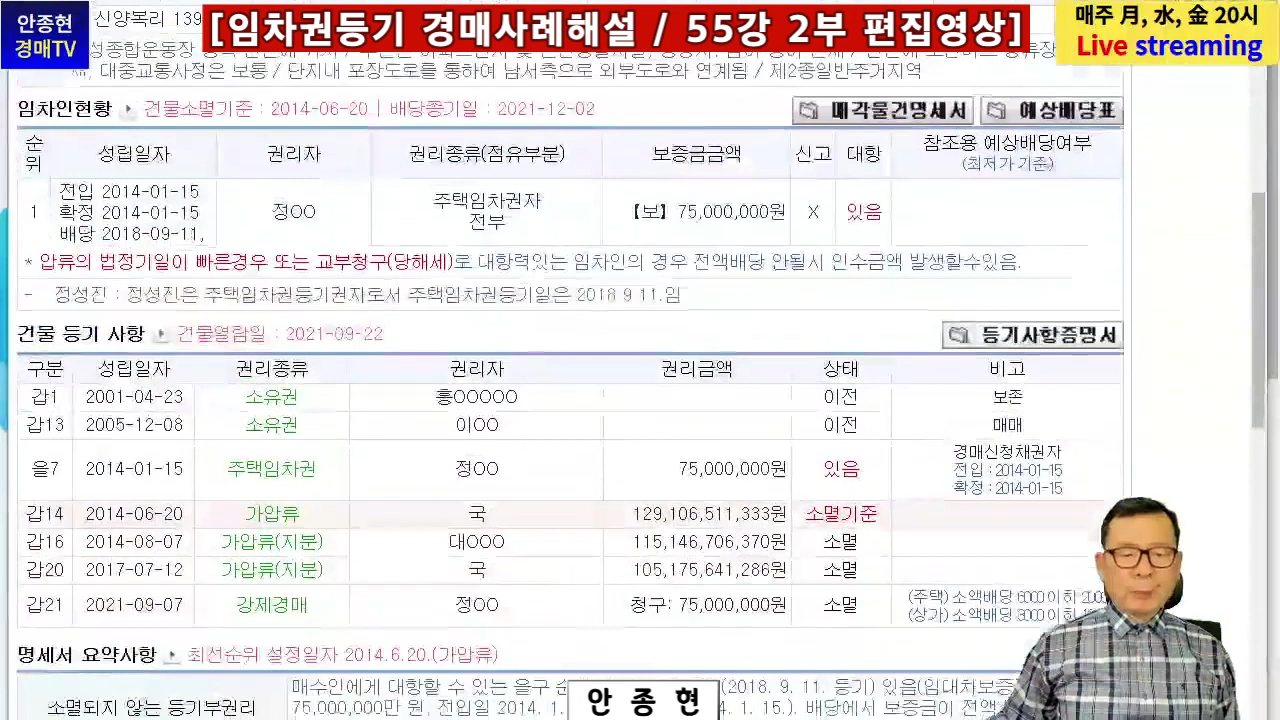 안종현
경매TV
신양목리 139
[임차권등기 경매사례해설 / 55강 2부 편집영상]
매주 月, 水, 金 20시
Live streaming
대중교통사정은 보통 / 단지내 포장도로를 통하여 남서측으로 외부도로와 연계됨 / 제2종일반주거지역
임차인현황 건물소멸기준 : 2014-06-20 | 배당종기일 : 2021-12-02 매각물건명세서 예상배당표
순위 성립일자 권리자 권리종류(점유부분) 보증금금액 신고 대항 참조용 예상배당여부 (최저가기준)
1 전입 2014-01-15 확정 2014-01-15 배당 2018-09-11, 정OO 주택임차권자 전부 【보】 75,000,000원 X 있음
* 압류의 법정기일이 빠른경우 또는 교부청구(당해세)로 대항력있는 임차인의 경우 전액배당 안될시 인수금액 발생할수있음.
- 정성진 : 정성진은 주택임차권등기권자로서 주택임차권등기일은 2018.9.11.임
건물 등기 사항 건물열람일 : 2021-09-22 등기사항증명서
구분 성립일자 권리종류 권리자 권리금액 상태 비고
갑1 2001-04-23 소유권 홍OOOOO 이전 보존
갑13 2005-12-08 소유권 이OO 이전 매매
을7 2014-01-15 주택임차권 정OO 75,000,000원 있음 경매신청채권자 전입 : 2014-01-15 확정 : 2014-01-15
갑14 2014-06-20 가압류 국 129,106,511,333원 소멸기준
갑16 2014-08-07 가압류(지분) 대OOO 115,146,706,370원 소멸
갑20 2017-07-12 가압류(지분) 국 105,175,641,286원 소멸
갑21 2021-09-07 강제경매 정OO 청구: 75,000,000원 소멸 (주택) 소액배당 6000 이하 2000 (상가) 소액배당 3800 이하
명세서 요약사항 최선순위 설정일자 2014.6.20.(가압류)
소멸되지 않는 등기부권리
매수인에게 대항할 수 있는 을구 순 (2018. 9. 11. 등기) 있음(임대차보증
75,000,000만 원, 전입일 2014. 1. 4. 1. 15.). 배당에서 보증금이 전액
안 종 현